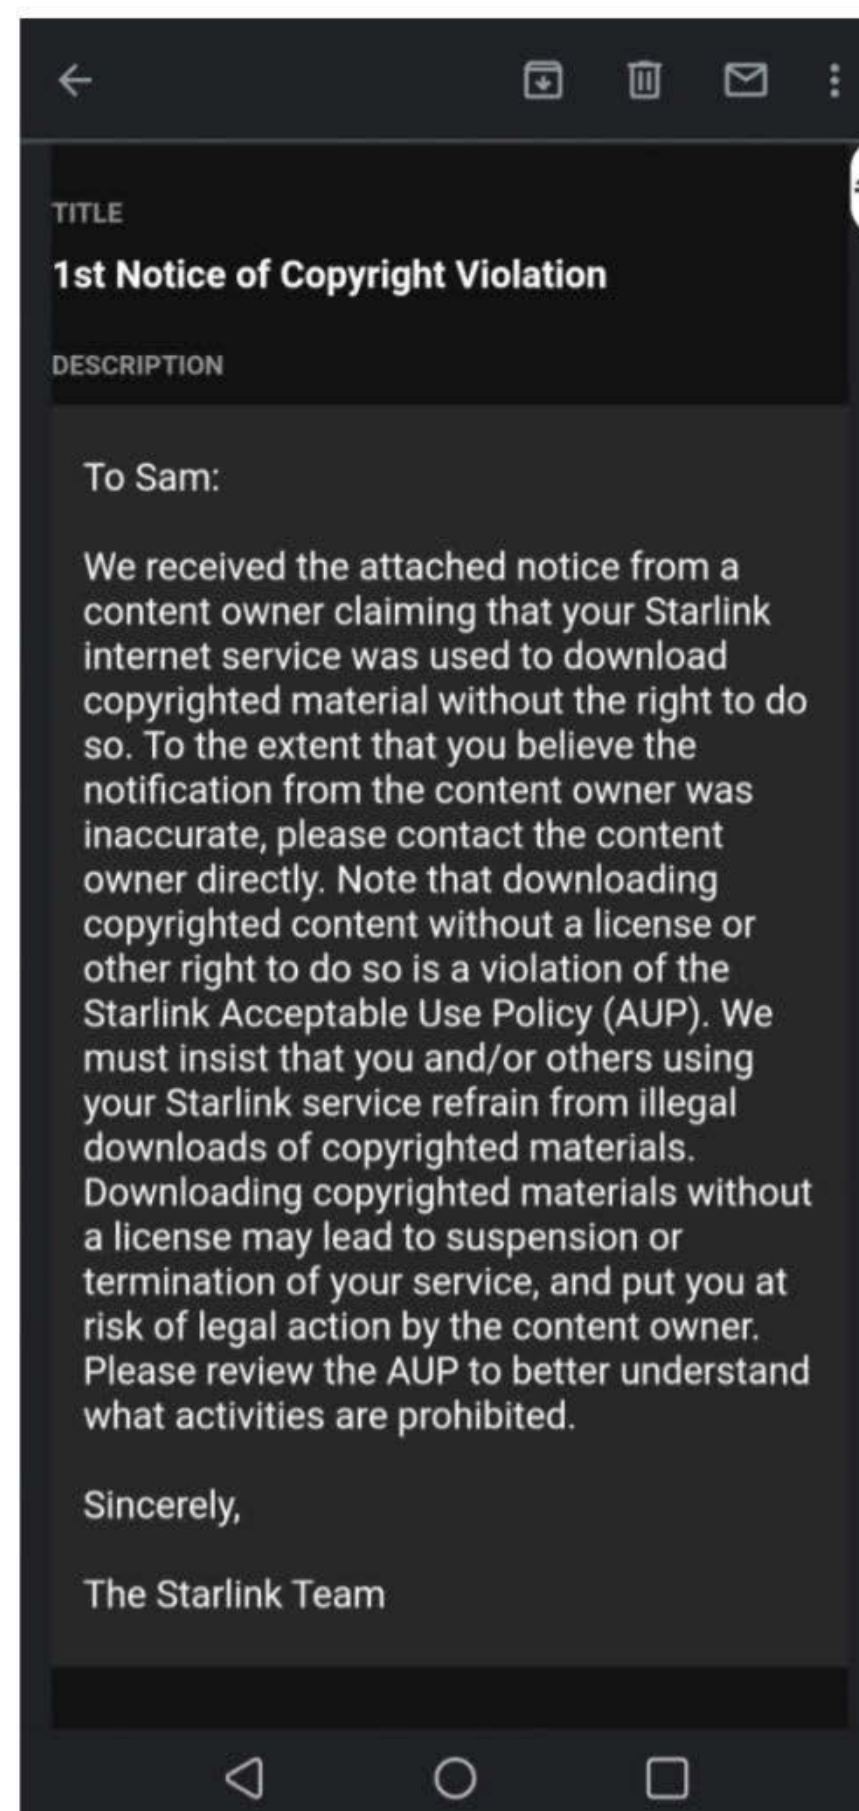 TITLE
1st Notice of Copyright Violation
DESCRIPTION
To Sam:
We received the attached notice from a
content owner claiming that your Starlink
internet service was used to download
copyrighted material without the right to do
so. To the extent that you believe the
notification from the content owner was
inaccurate, please contact the content
owner directly. Note that downloading
copyrighted content without a license or
other right to do so is a violation of the
Starlink Acceptable Use Policy (AUP). We
must insist that you and/or others using
your Starlink service refrain from illegal
downloads of copyrighted materials.
Downloading copyrighted materials without
a license may lead to suspension or
termination of your service, and put you at
risk of legal action by the content owner.
Please review the AUP to better understand
what activities are prohibited.
Sincerely,
The Starlink Team